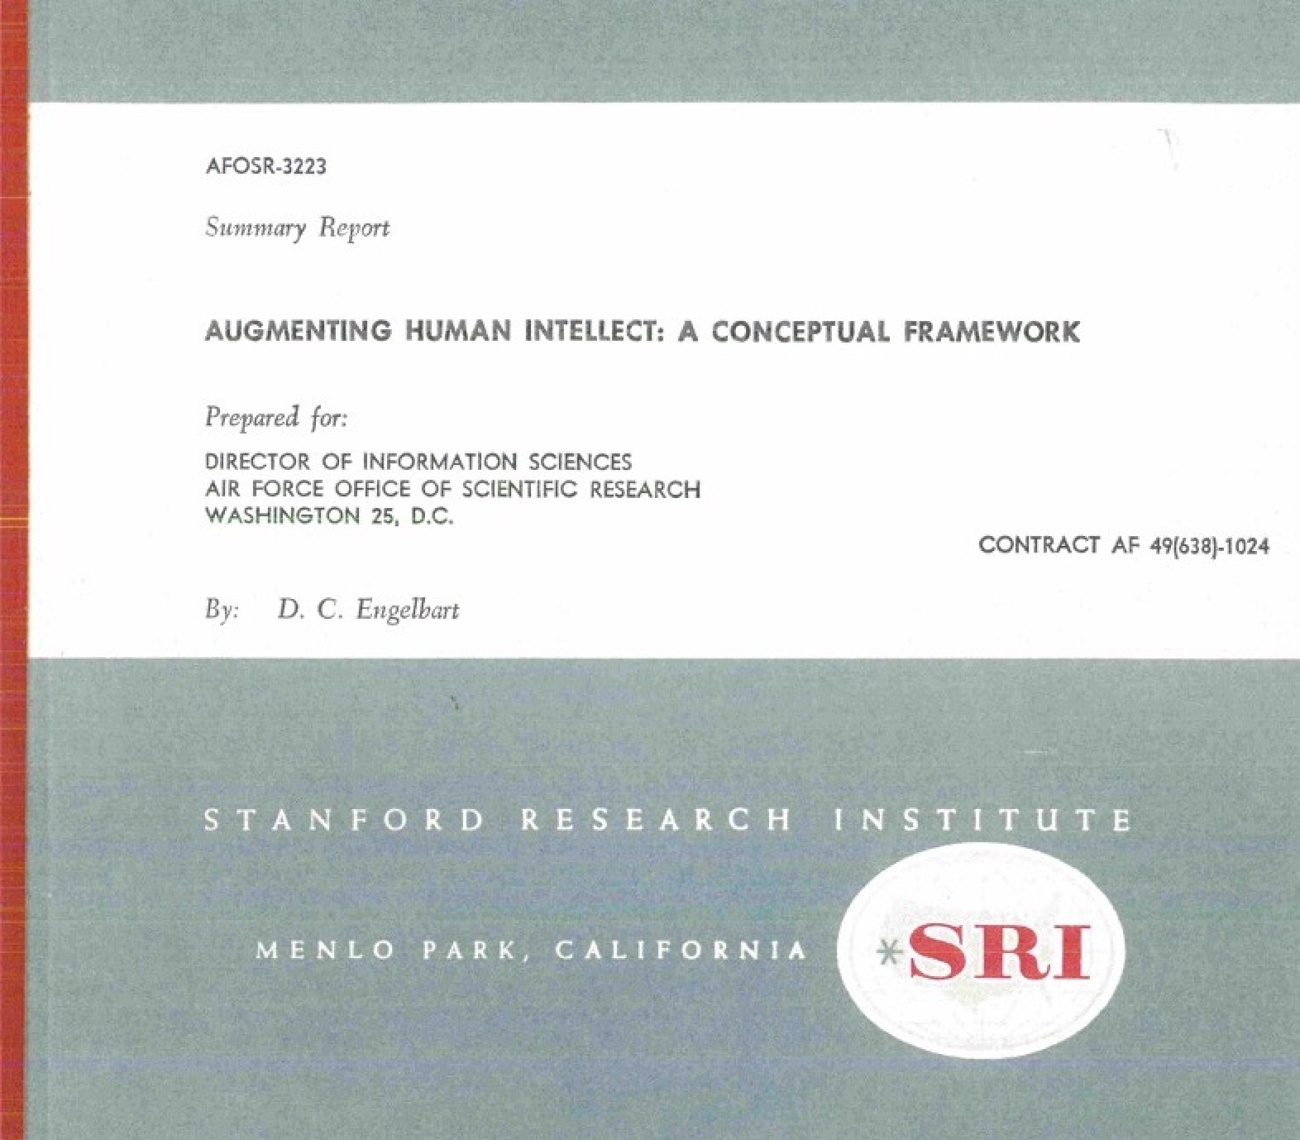 AFOSR-3223
Summary Report
AUGMENTING HUMAN INTELLECT: A CONCEPTUAL FRAMEWORK
Prepared for:
DIRECTOR OF INFORMATION SCIENCES
AIR FORCE OFFICE OF SCIENTIFIC RESEARCH
WASHINGTON 25, D.C.
CONTRACT AF 49(638)-1024
By: D. C. Engelbart
STANFORD RESEARCH INSTITUTE
MENLO PARK, CALIFORNIA
*SRI